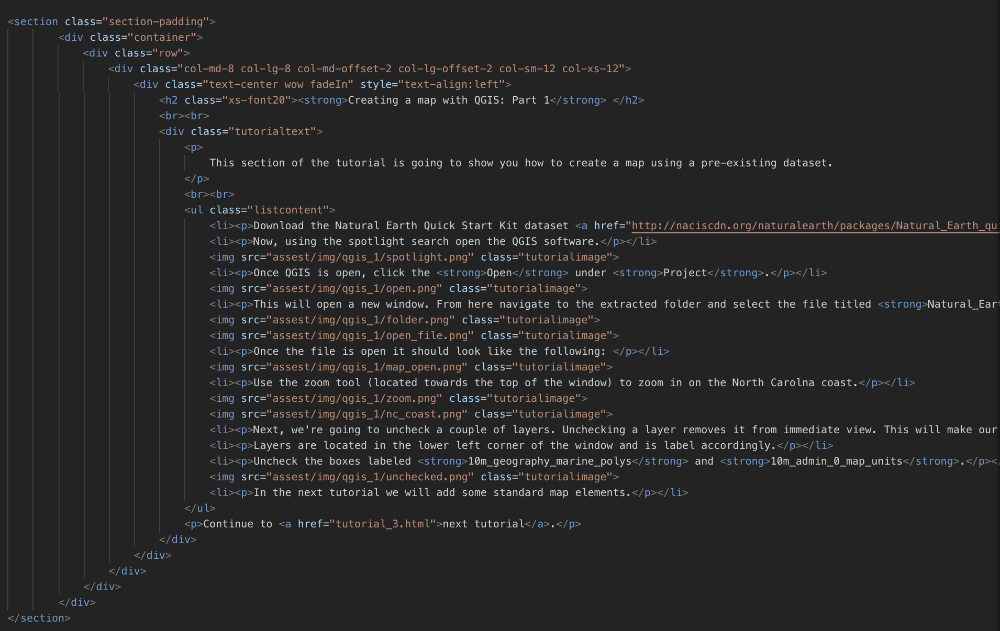 <section class="section-padding">
<div class="container">
<div class="row">
<div class="col-md-8 col-lg-8 col-md-offset-2 col-lg-offset-2 col-sm-12 col-xs-12">
<div class="text-center wow fadeIn" style="text-align:left">
<h2 class="xs-font20"><strong>Creating a map with QGIS: Part 1</strong> </h2>
<br><br>
<div class="tutorialtext">
<p>
This section of the tutorial is going to show you how to create a map using a pre-existing dataset.
</p>
<br><br>
<ul class="listcontent">
<li><p>Download the Natural Earth Quick Start Kit dataset <a href="http://naciscdn.org/naturalearth/packages/Natural_Earth_qui
<li><p>Now, using the spotlight search open the QGIS software.</p></li>
<img src="assest/img/qgis_1/spotlight.png" class="tutorialimage">
<li><p>Once QGIS is open, click the <strong>Open</strong> under <strong>Project</strong>.</p></li>
<img src="assest/img/qgis_1/open.png" class="tutorialimage">
<li><p>This will open a new window. From here navigate to the extracted folder and select the file titled <strong>Natural_Eart
<img src="assest/img/qgis_1/folder.png" class="tutorialimage">
<img src="assest/img/qgis_1/open_file.png" class="tutorialimage">
<li><p>Once the file is open it should look like the following: </p></li>
<img src="assest/img/qgis_1/map_open.png" class="tutorialimage">
<li><p>Use the zoom tool (located towards the top of the window) to zoom in on the North Carolna coast.</p></li>
<img src="assest/img/qgis_1/zoom.png" class="tutorialimage">
<img src="assest/img/qgis_1/nc_coast.png" class="tutorialimage">
<li><p>Next, we're going to uncheck a couple of layers. Unchecking a layer removes it from immediate view. This will make our
<li><p>Layers are located in the lower left corner of the window and is label accordingly.</p></li>
<li><p>Uncheck the boxes labeled <strong>10m_geography_marine_polys</strong> and <strong>10m_admin_0_map_units</strong>.</p></
<img src="assest/img/qgis_1/unchecked.png" class="tutorialimage">
<li><p>In the next tutorial we will add some standard map elements.</p></li>
</ul>
<p>Continue to <a href="tutorial_3.html">next tutorial</a>.</p>
</div>
</div>
</div>
</div>
</div>
</section>